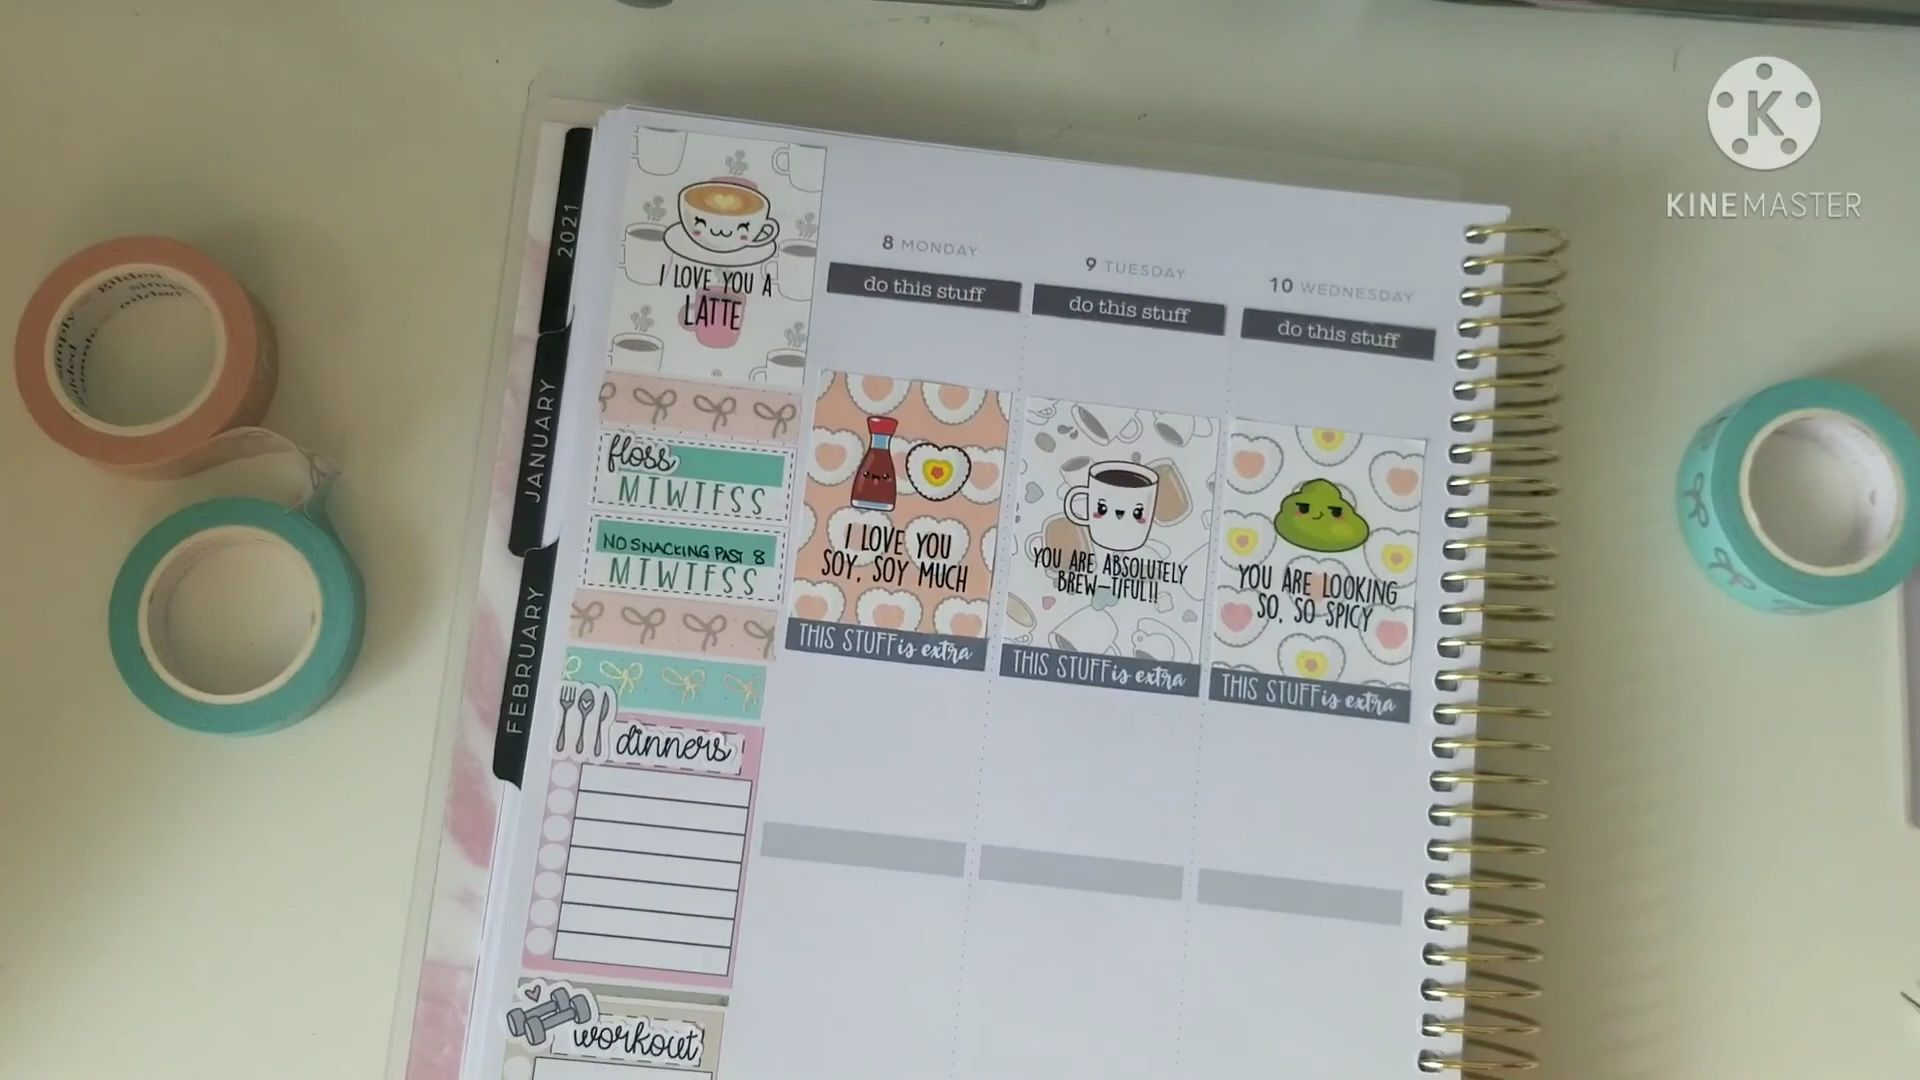 KINEMASTER
2021
JANUARY
FEBRUARY
I LOVE YOU A
LATTE
floss
MTWTFSS
NO SNACKING PAST 8
MTWTFSS
dinners
workout
8 MONDAY
do this stuff
I LOVE YOU
SOY, SOY MUCH
THIS STUFF is extra
9 TUESDAY
do this stuff
YOU ARE ABSOLUTELY
BREW-TIFUL!!
THIS STUFF is extra
10 WEDNESDAY
do this stuff
YOU ARE LOOKING
SO, SO SPICY
THIS STUFF is extra